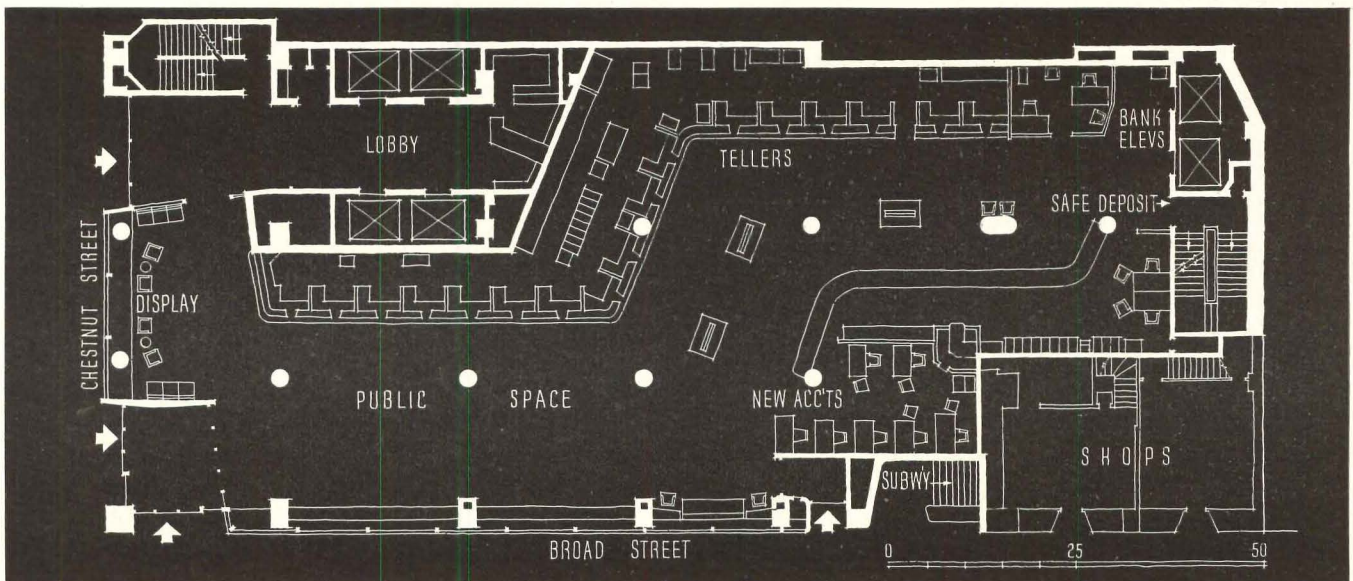 LOBBY
TELLERS
BANK
ELEVS
SAFE DEPOSIT
CHESTNUT STREET
DISPLAY
PUBLIC SPACE
NEW ACC'TS
SHOPS
SUBW'Y
BROAD STREET
0 25 50